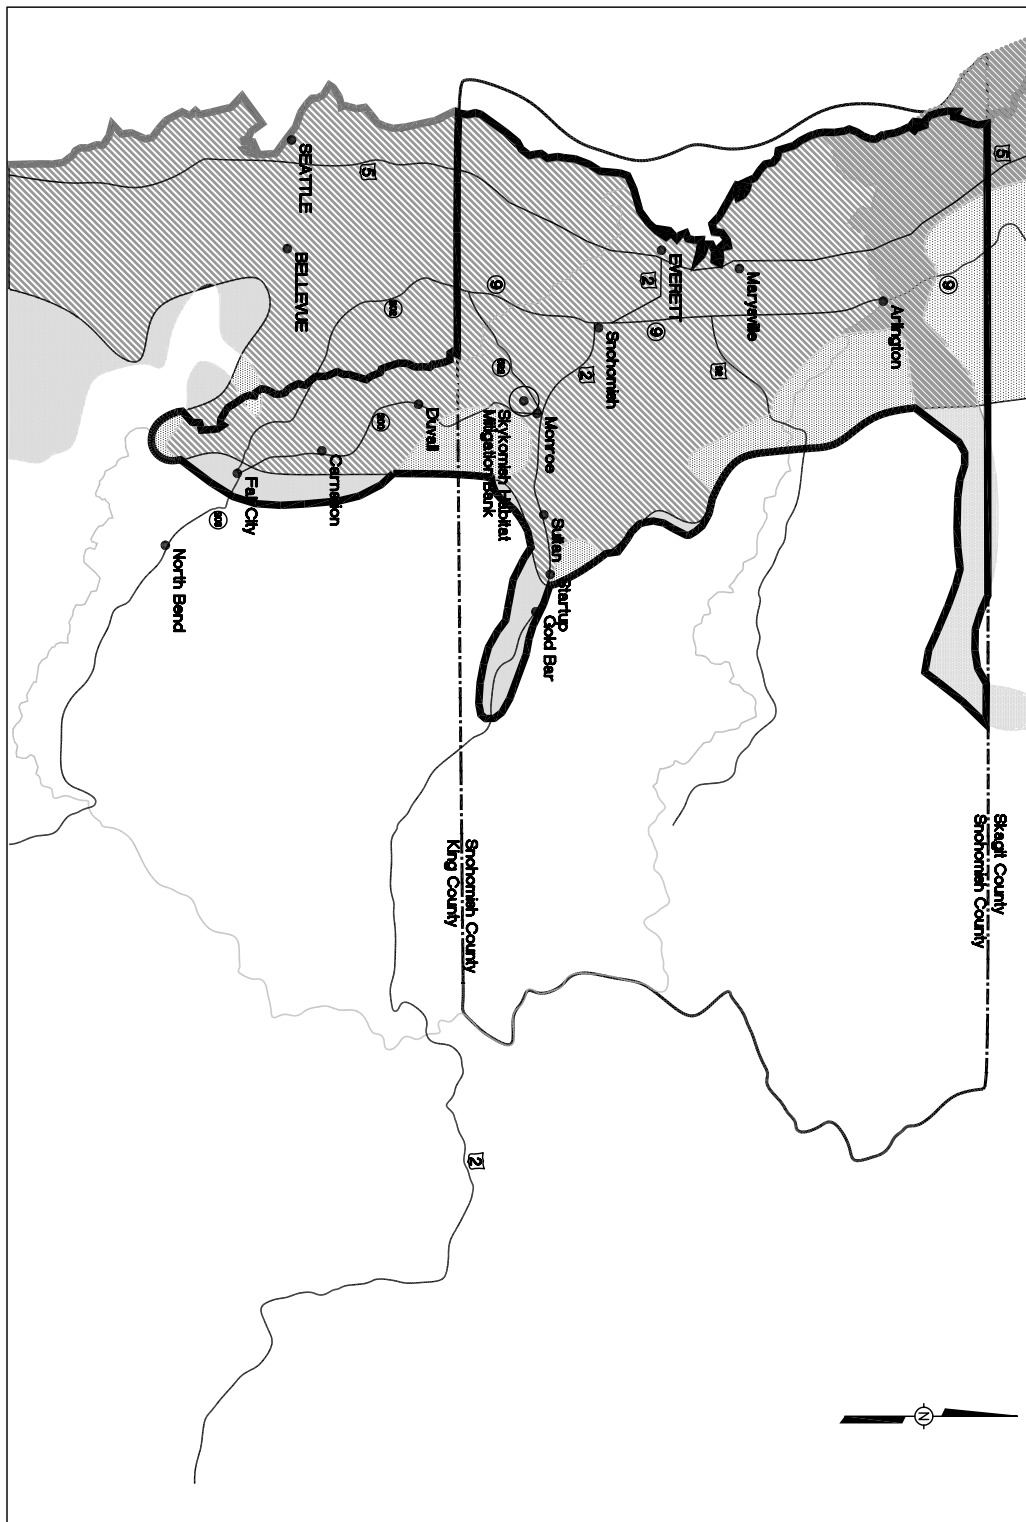 Skagit County
Snohomish County
5
9
Arlington
Marysville
EVERETT
2
9
Snohomish
2
Monroe
Skykomish Habitat
Mitigation Bank
Sultan
Startup
Gold Bar
9
Snohomish County
King County
2
5
SEATTLE
BELLEVUE
Duvall
203
Carnation
Fall City
North Bend
N